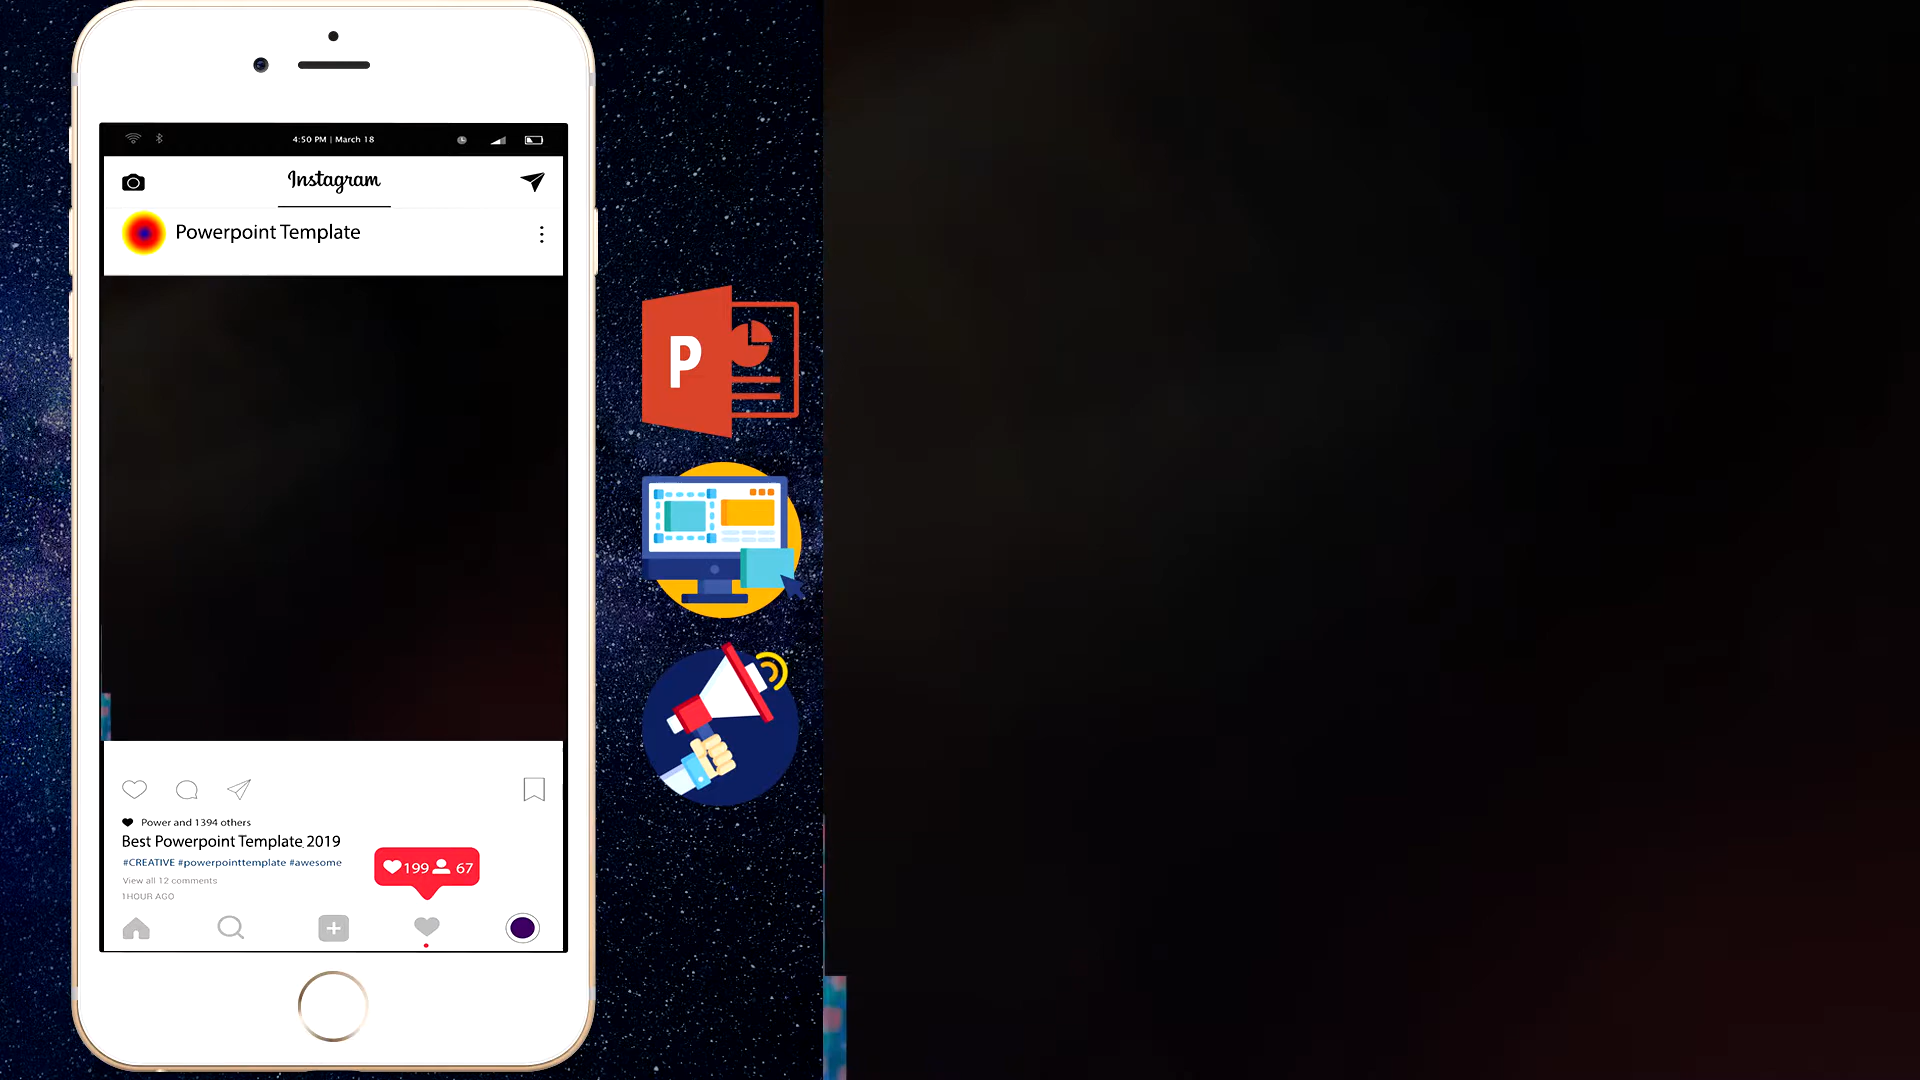 4:50 PM | March 18
Instagram
Powerpoint Template
P
Power and 1394 others
Best Powerpoint Template 2019
#CREATIVE #powerpointtemplate #awesome
199 67
View all 12 comments
1HOUR AGO